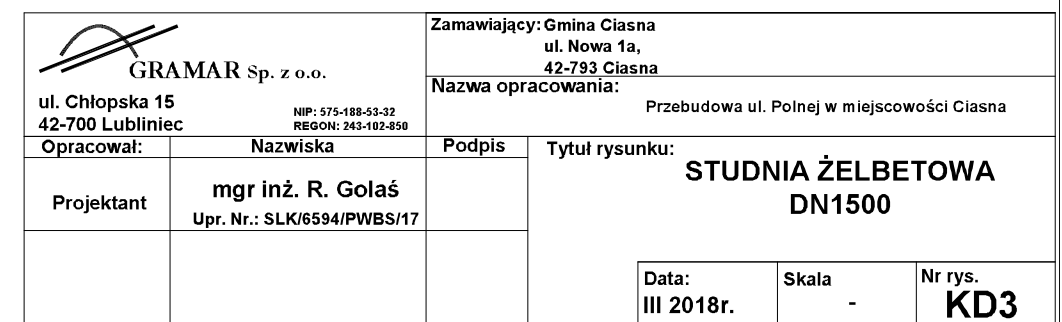 GRAMAR Sp. z o.o.
ul. Chłopska 15
42-700 Lubliniec
NIP: 575-188-53-32
REGON: 243-102-850
Zamawiający: Gmina Ciasna
ul. Nowa 1a,
42-793 Ciasna
Nazwa opracowania:
Przebudowa ul. Polnej w miejscowości Ciasna
Opracował: Nazwiska Podpis
Projektant
mgr inż. R. Golaś
Upr. Nr.: SLK/6594/PWBS/17
Tytuł rysunku:
STUDNIA ŻELBETOWA
DN1500
Data:
III 2018r.
Skala
-
Nr rys.
KD3